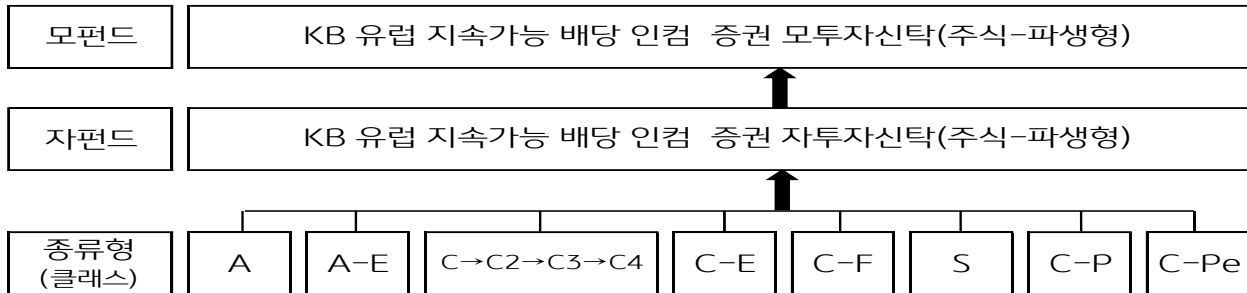 모펀드
KB 유럽 지속가능 배당 인컴 증권 모투자신탁(주식-파생형)
자펀드
KB 유럽 지속가능 배당 인컴 증권 자투자신탁(주식-파생형)
종류형
(클래스)
A
A-E
C→C2→C3→C4
C-E
C-F
S
C-P
C-Pe